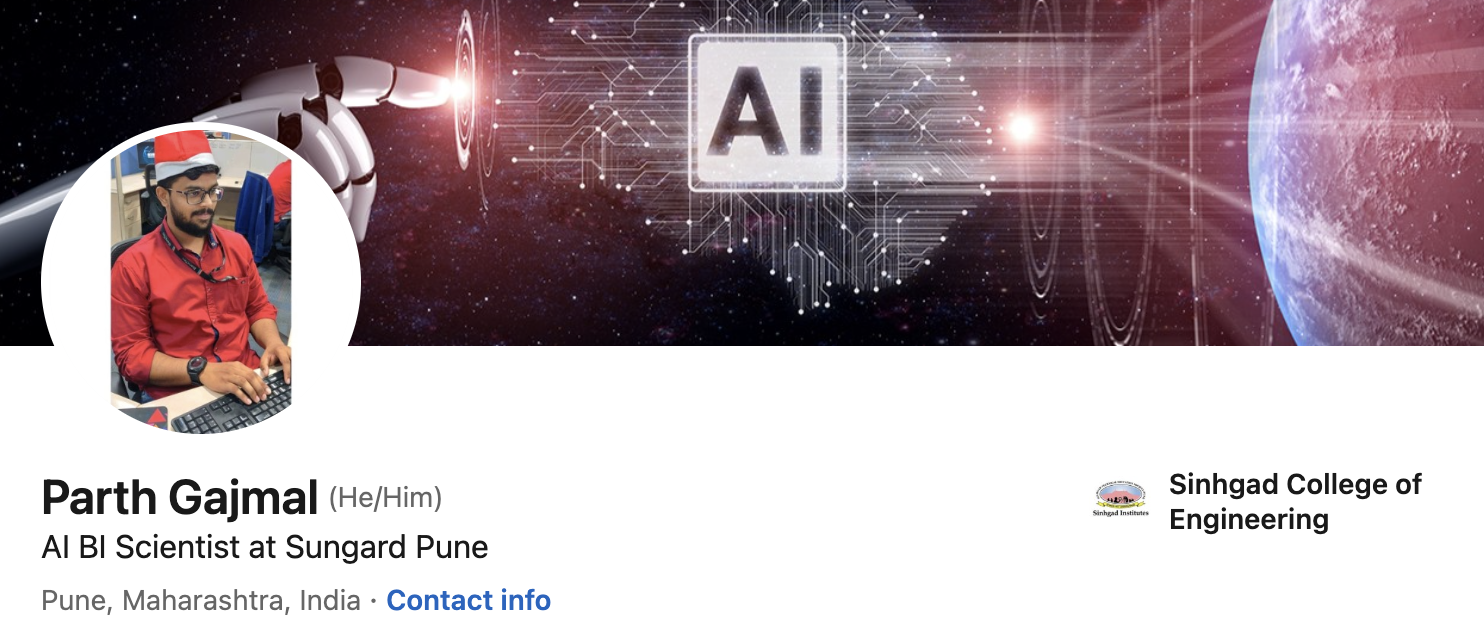 AI
Parth Gajmal (He/Him)
AI BI Scientist at Sungard Pune
Pune, Maharashtra, India · Contact info
Sinhgad Institutes
Sinhgad College of
Engineering